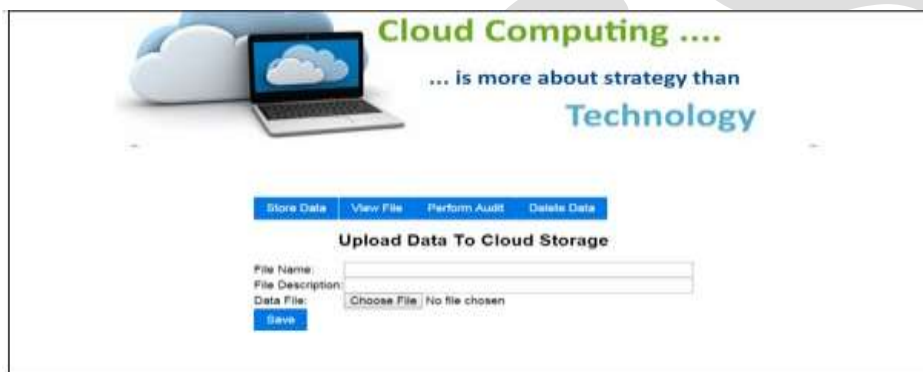 Cloud Computing ....
... is more about strategy than
Technology
Store Data View File Perform Audit Delete Data
Upload Data To Cloud Storage
File Name:
File Description:
Data File: Choose File No file chosen
Save